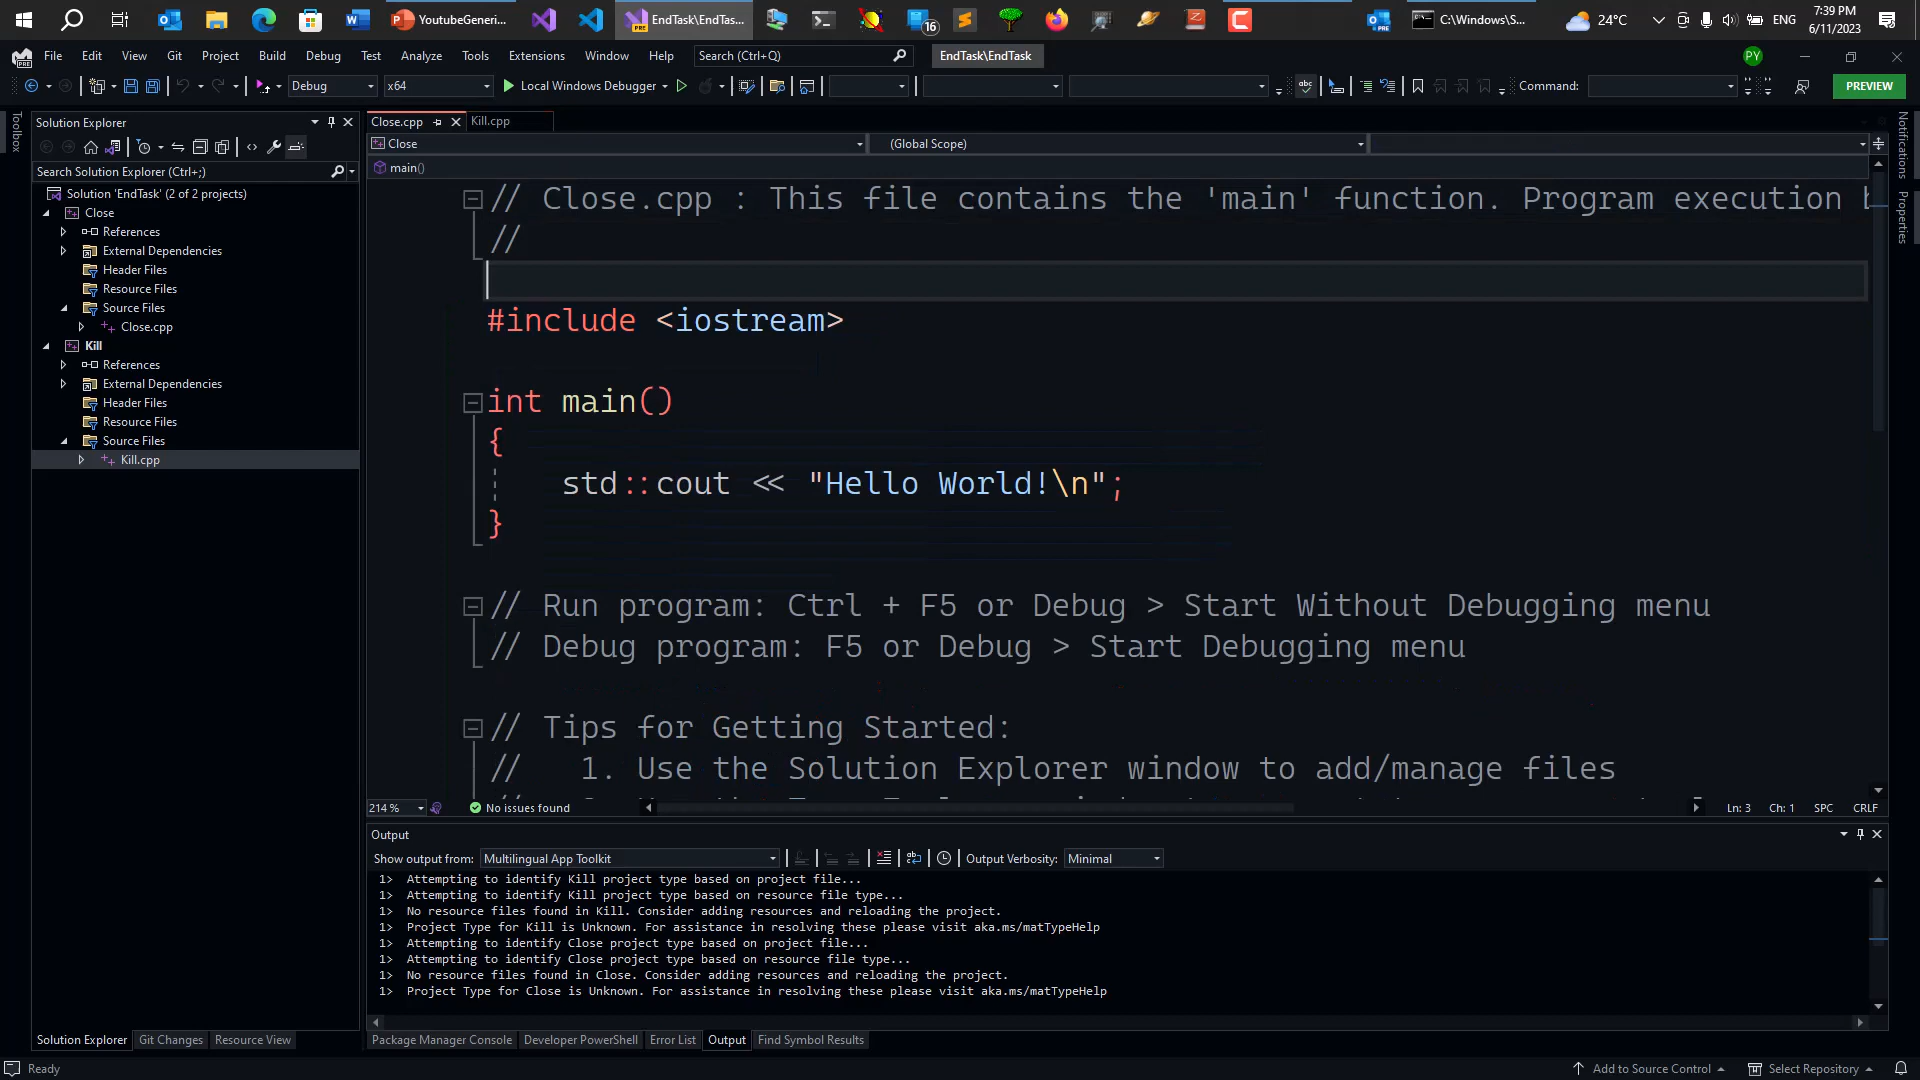 YoutubeGeneri...
EndTask\EndTas...
16
C:\Windows\S...
24°C
ENG
7:39 PM
6/11/2023
File Edit View Git Project Build Debug Test Analyze Tools Extensions Window Help Search (Ctrl+Q) EndTask\EndTask PY
Debug x64 Local Windows Debugger Command: PREVIEW
Toolbox
Solution Explorer
Search Solution Explorer (Ctrl+;)
Solution 'EndTask' (2 of 2 projects)
Close
References
External Dependencies
Header Files
Resource Files
Source Files
Close.cpp
Kill
References
External Dependencies
Header Files
Resource Files
Source Files
Kill.cpp
Close.cpp Kill.cpp
Close (Global Scope)
main()
// Close.cpp : This file contains the 'main' function. Program execution b
//
#include <iostream>
int main()
{
std::cout << "Hello World!\n";
}
// Run program: Ctrl + F5 or Debug > Start Without Debugging menu
// Debug program: F5 or Debug > Start Debugging menu
// Tips for Getting Started:
//   1. Use the Solution Explorer window to add/manage files
214 % No issues found Ln: 3 Ch: 1 SPC CRLF
Output
Show output from: Multilingual App Toolkit Output Verbosity: Minimal
1> Attempting to identify Kill project type based on project file...
1> Attempting to identify Kill project type based on resource file type...
1> No resource files found in Kill. Consider adding resources and reloading the project.
1> Project Type for Kill is Unknown. For assistance in resolving these please visit aka.ms/matTypeHelp
1> Attempting to identify Close project type based on project file...
1> Attempting to identify Close project type based on resource file type...
1> No resource files found in Close. Consider adding resources and reloading the project.
1> Project Type for Close is Unknown. For assistance in resolving these please visit aka.ms/matTypeHelp
Solution Explorer Git Changes Resource View
Package Manager Console Developer PowerShell Error List Output Find Symbol Results
Ready
Add to Source Control Select Repository
Notifications
Properties